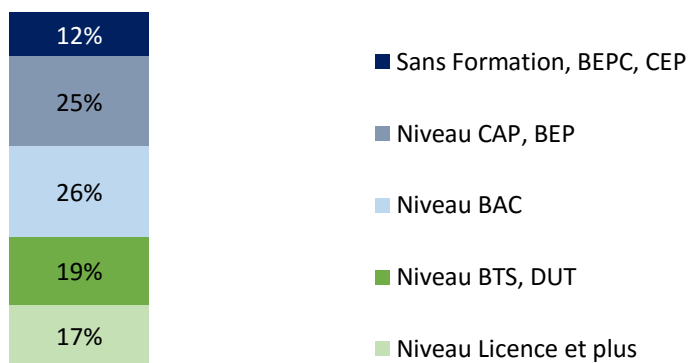 12%
25%
26%
19%
17%
Sans Formation, BEPC, CEP
Niveau CAP, BEP
Niveau BAC
Niveau BTS, DUT
Niveau Licence et plus